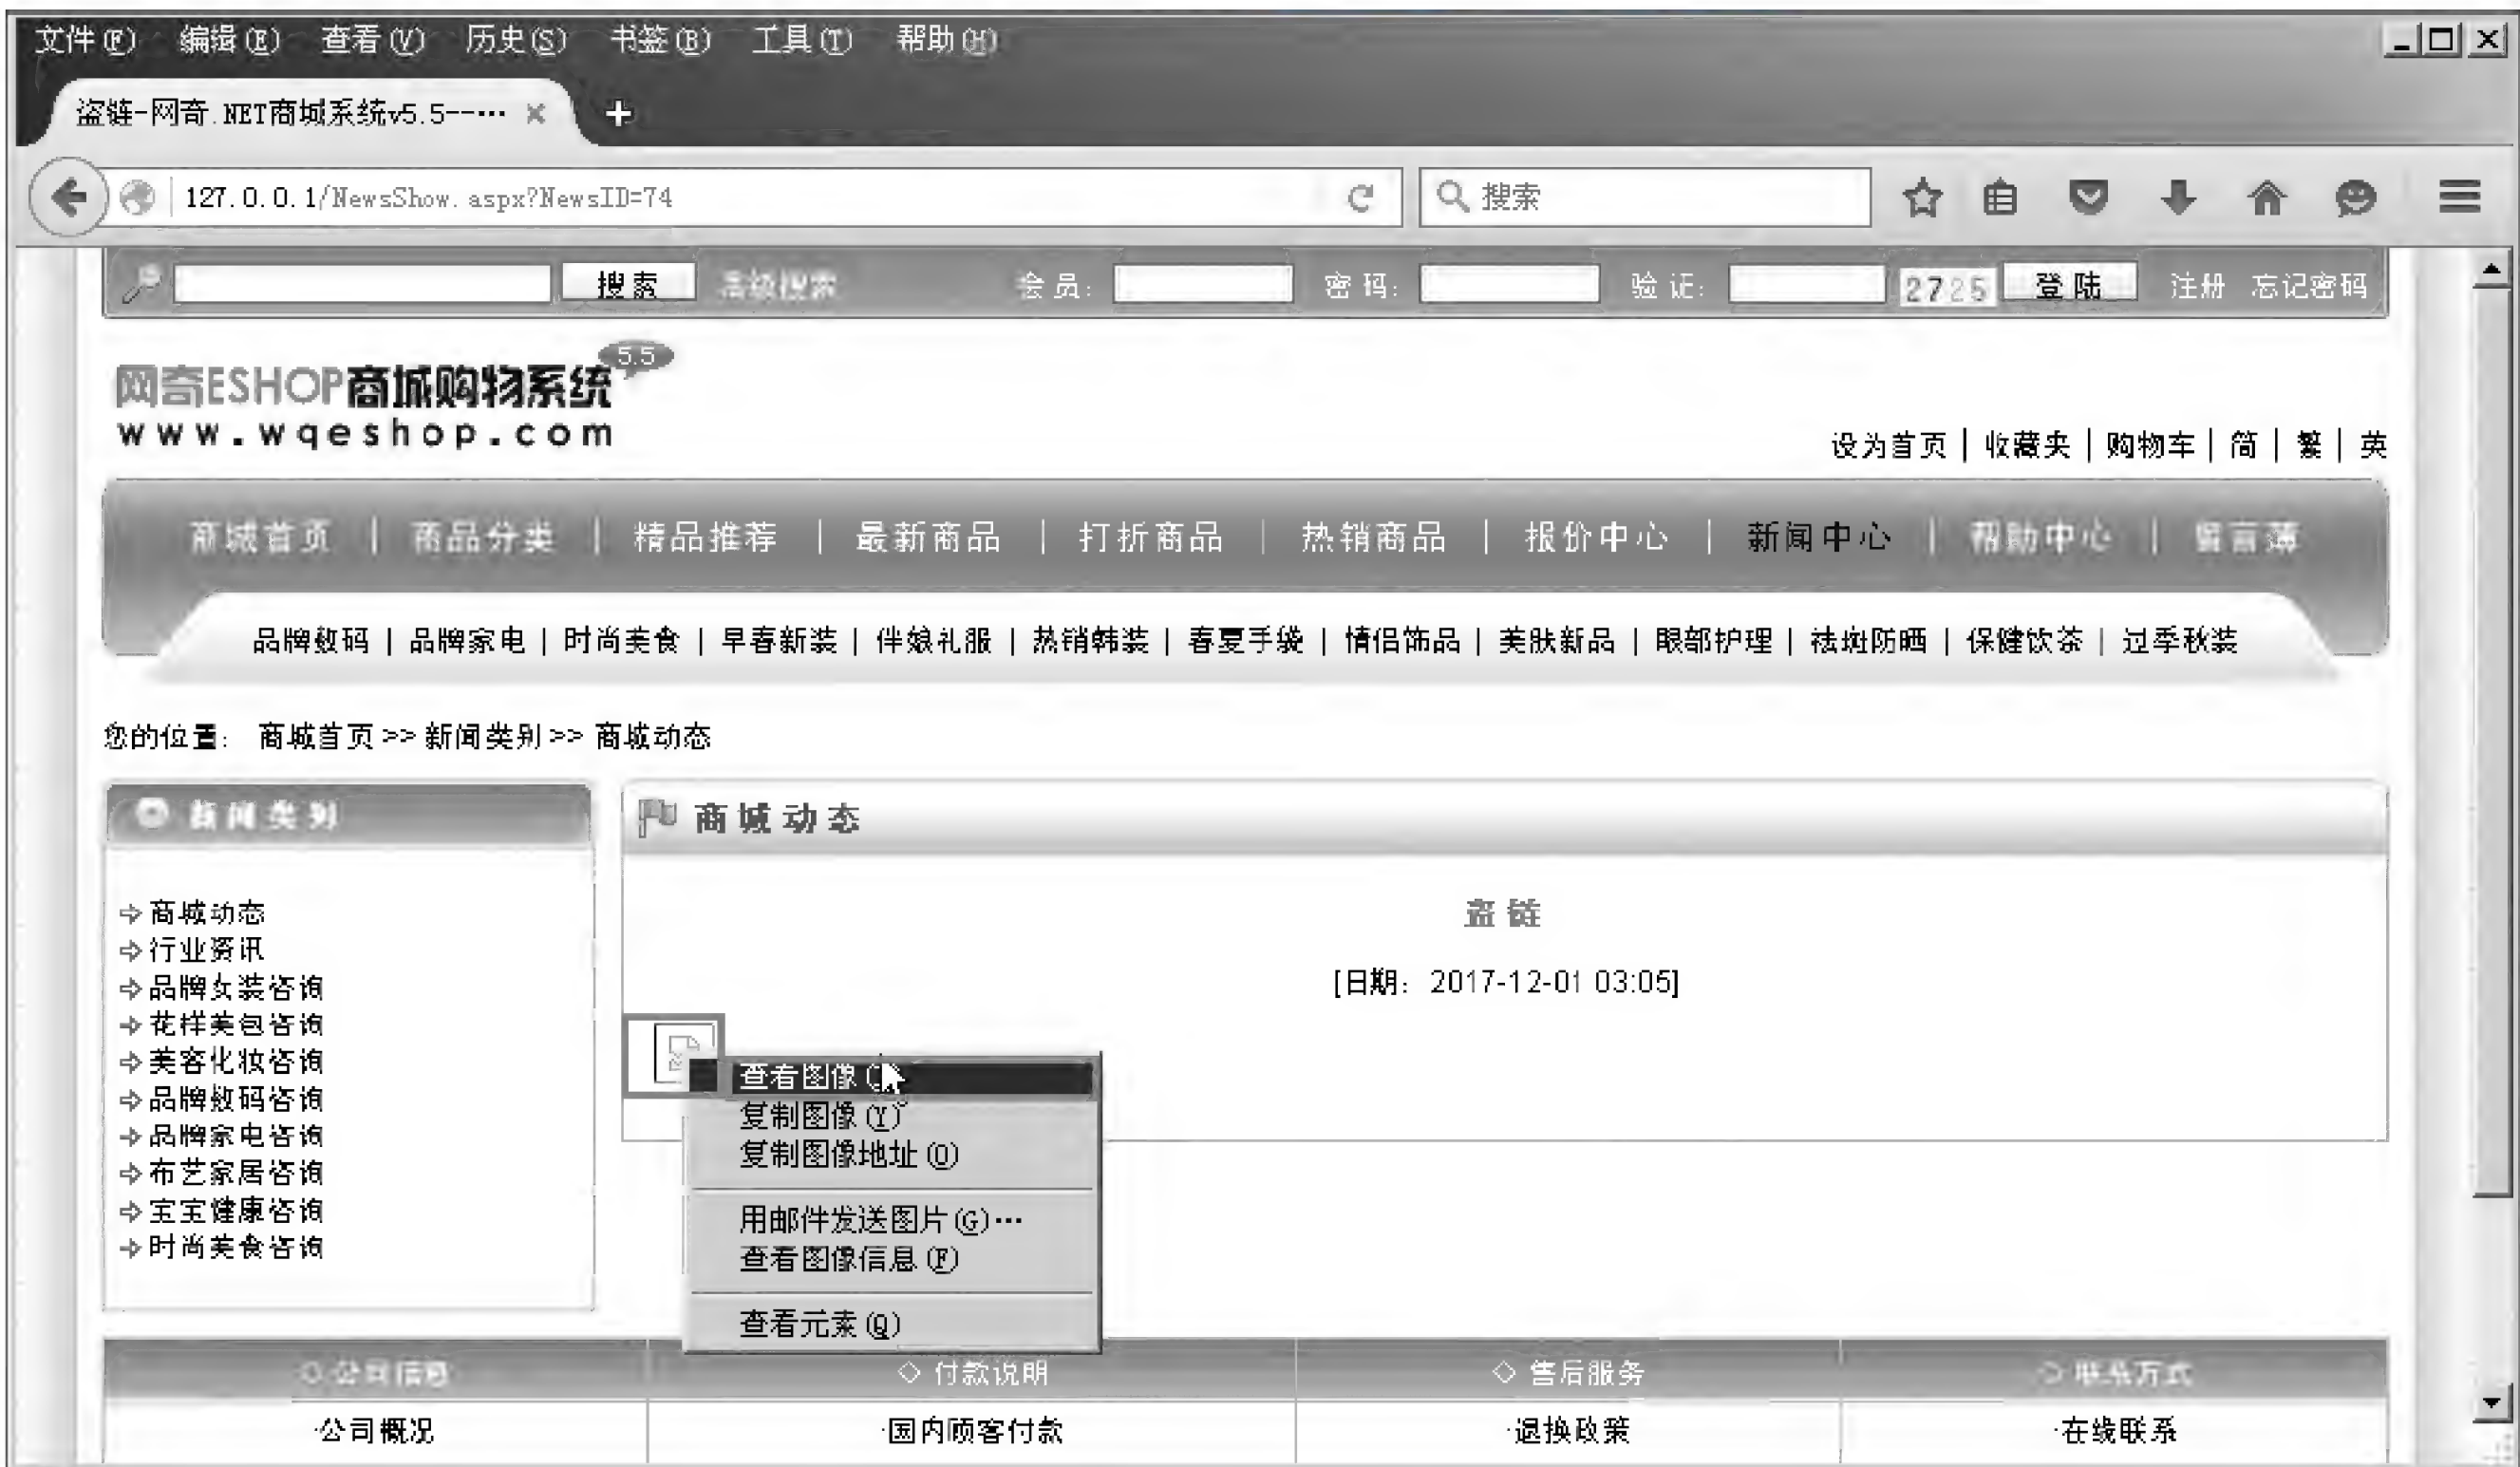 文件(F) 编辑(E) 查看(V) 历史(S) 书签(B) 工具(T) 帮助(H)
盗链-网奇.NET商城系统v5.5--…
127.0.0.1/NewsShow.aspx?NewsID=74 搜索
搜索 高级搜索 会员: 密码: 验证: 2725 登陆 注册 忘记密码
网奇ESHOP商城购物系统 5.5
www.wqeshop.com
设为首页 | 收藏夹 | 购物车 | 简 | 繁 | 英
商城首页 | 商品分类 | 精品推荐 | 最新商品 | 打折商品 | 热销商品 | 报价中心 | 新闻中心 | 帮助中心 | 留言薄
品牌数码 | 品牌家电 | 时尚美食 | 早春新装 | 伴娘礼服 | 热销韩装 | 春夏手袋 | 情侣饰品 | 美肤新品 | 眼部护理 | 祛斑防晒 | 保健饮茶 | 过季秋装
您的位置: 商城首页 >> 新闻类别 >> 商城动态
新闻类别
商城动态
行业资讯
品牌女装咨询
花样美包咨询
美容化妆咨询
品牌数码咨询
品牌家电咨询
布艺家居咨询
宝宝健康咨询
时尚美食咨询
商城动态
盗链
[日期: 2017-12-01 03:05]
查看图像(
复制图像(Y)
复制图像地址(O)
用邮件发送图片(G)…
查看图像信息(F)
查看元素(Q)
◇ 公司信息 ◇ 付款说明 ◇ 售后服务 ◇ 联系方式
·公司概况 ·国内顾客付款 ·退换政策 ·在线联系